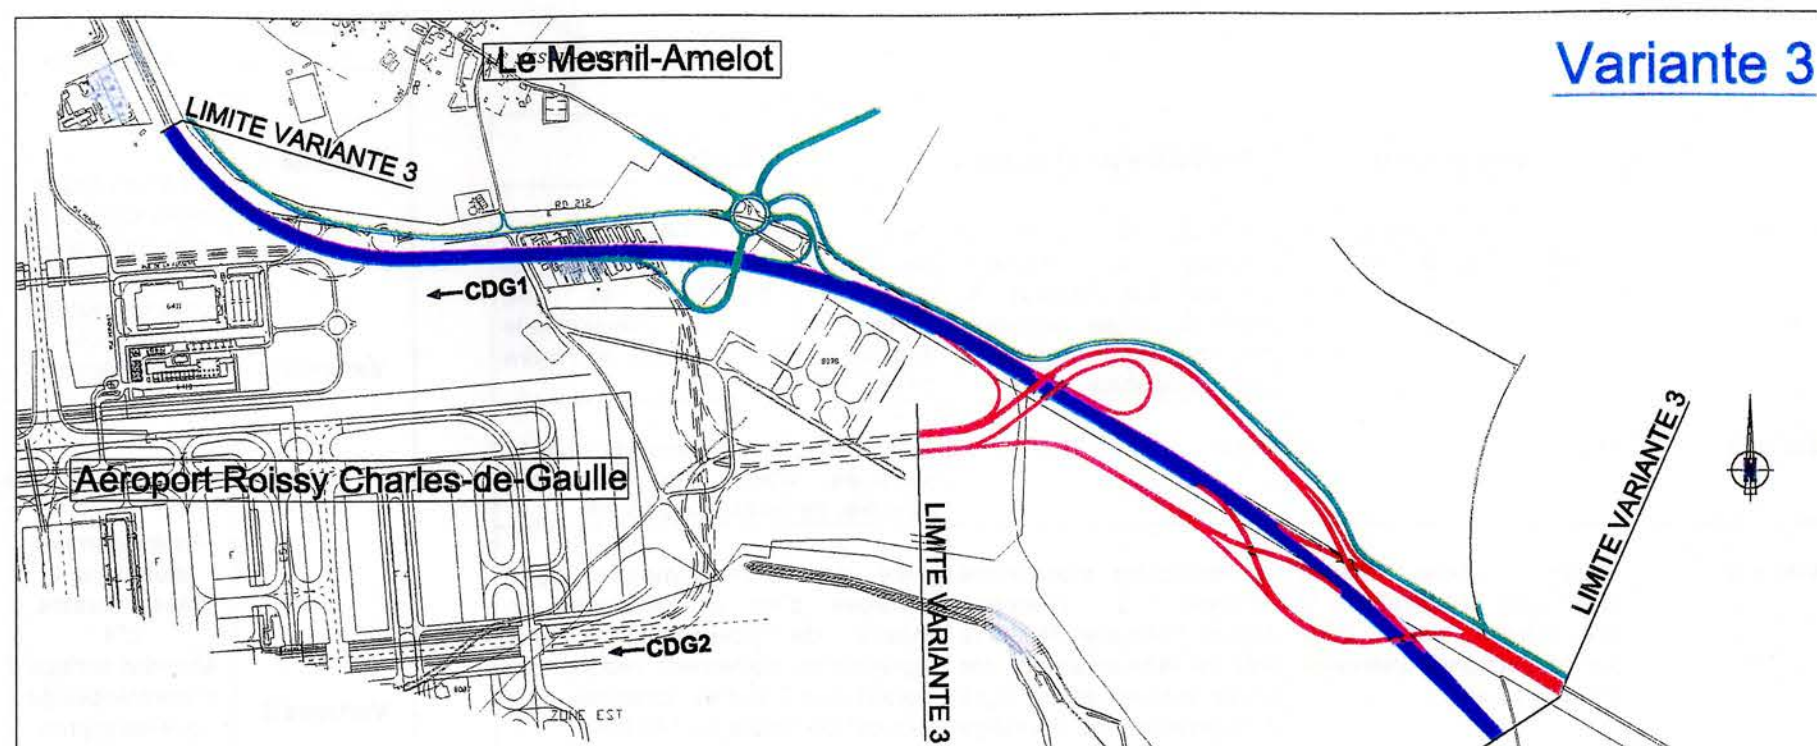 Variante 3
Le Mesnil-Amelot
LIMITE VARIANTE 3
RD 212
CDG1
6411
Aéroport Roissy Charles-de-Gaulle
LIMITE VARIANTE 3
LIMITE VARIANTE 3
N
F
F
CDG2
ZONE EST